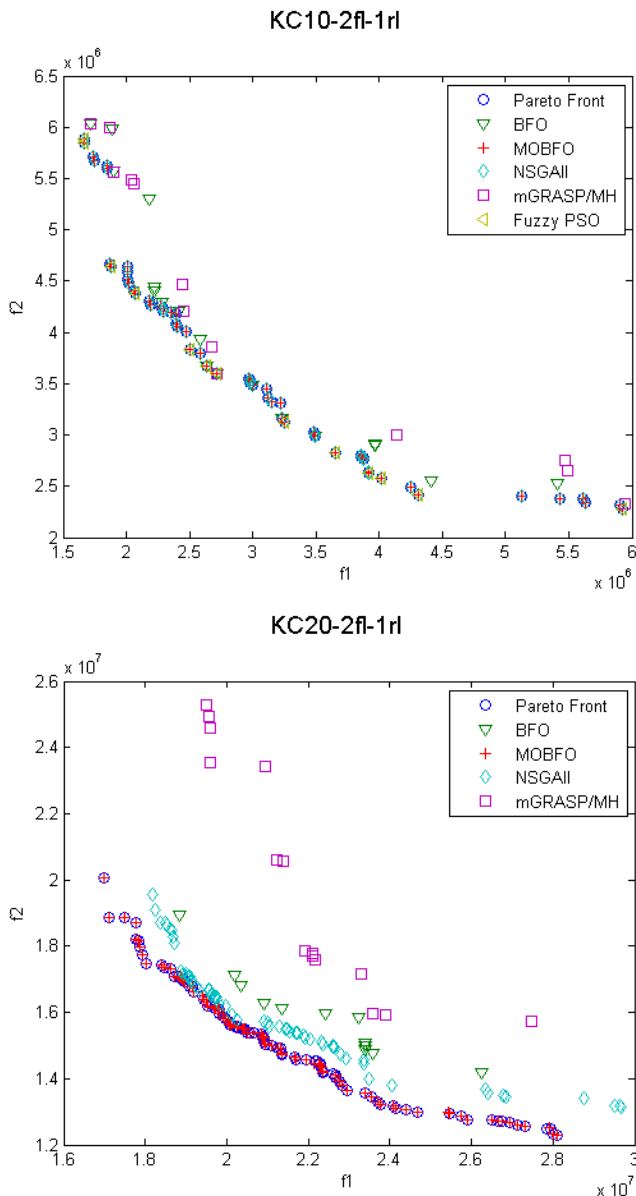 KC10-2fl-1rl
x 10^6
6.5
6
5.5
5
4.5
4
3.5
3
2.5
2
f2
Pareto Front
BFO
MOBFO
NSGAII
mGRASP/MH
Fuzzy PSO
1.5 2 2.5 3 3.5 4 4.5 5 5.5 6
f1
x 10^6
KC20-2fl-1rl
x 10^7
2.6
2.4
2.2
2
1.8
1.6
1.4
1.2
f2
Pareto Front
BFO
MOBFO
NSGAII
mGRASP/MH
1.6 1.8 2 2.2 2.4 2.6 2.8 3
f1
x 10^7